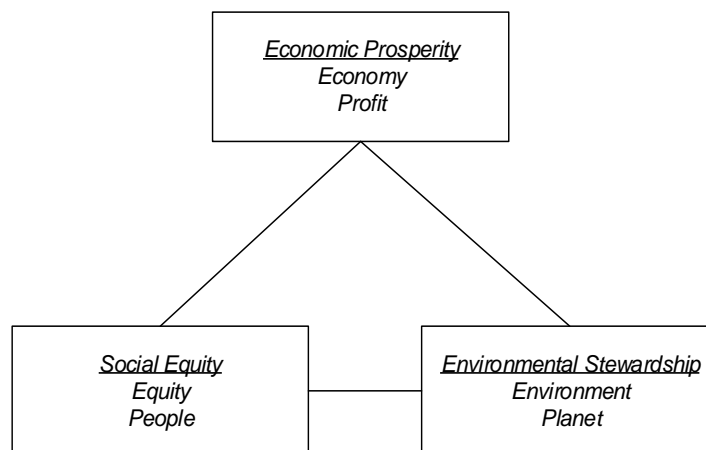 Economic Prosperity
Economy
Profit
Social Equity
Equity
People
Environmental Stewardship
Environment
Planet